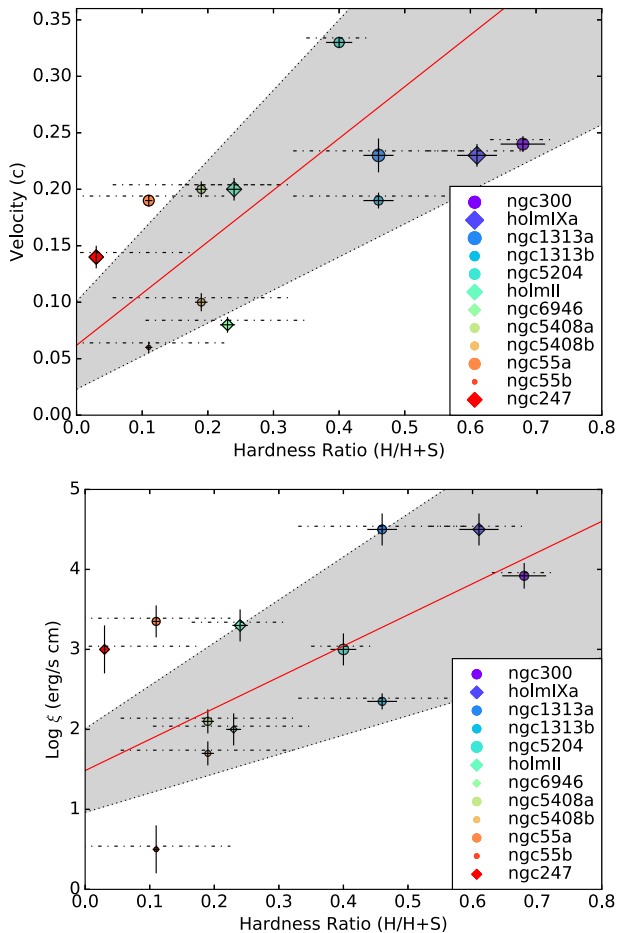 0.35
0.30
0.25
0.20
0.15
0.10
0.05
0.00
Velocity (c)
ngc300
holmIXa
ngc1313a
ngc1313b
ngc5204
holmII
ngc6946
ngc5408a
ngc5408b
ngc55a
ngc55b
ngc247
0.0 0.1 0.2 0.3 0.4 0.5 0.6 0.7 0.8
Hardness Ratio (H/H+S)
5
4
3
2
1
0
Log ξ (erg/s cm)
ngc300
holmIXa
ngc1313a
ngc1313b
ngc5204
holmII
ngc6946
ngc5408a
ngc5408b
ngc55a
ngc55b
ngc247
0.0 0.1 0.2 0.3 0.4 0.5 0.6 0.7 0.8
Hardness Ratio (H/H+S)